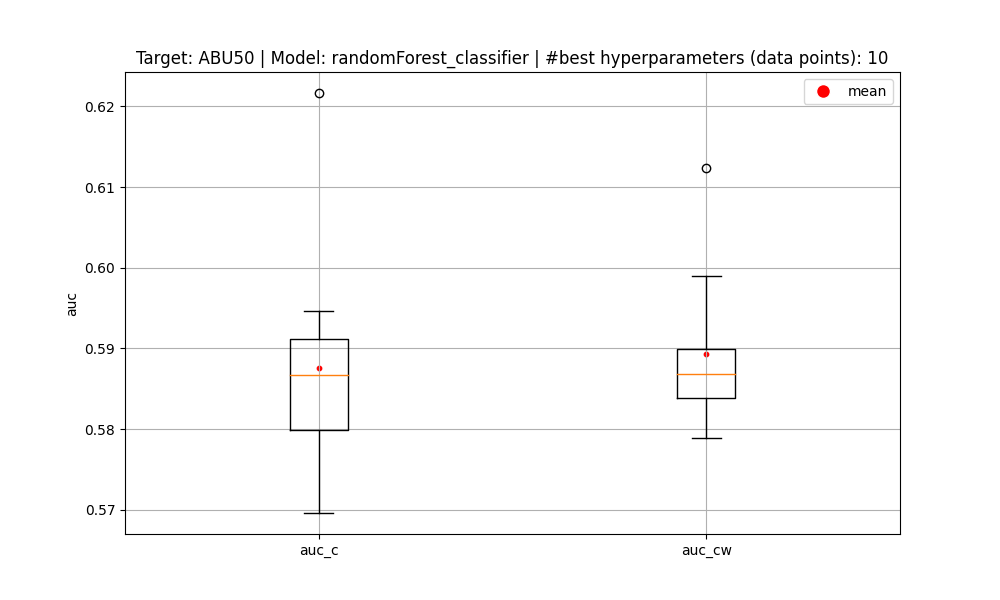 Target: ABU50 | Model: randomForest_classifier | #best hyperparameters (data points): 10
mean
0.62
0.61
0.60
0.59
0.58
0.57
auc
auc_c
auc_cw